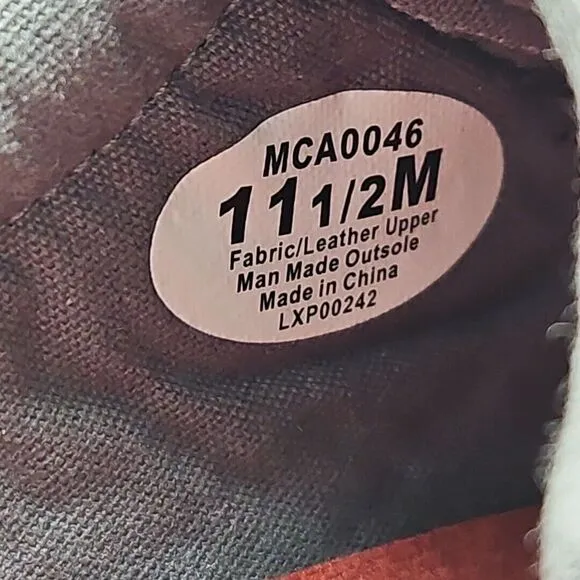 MCA0046
11 1/2M
Fabric/Leather Upper
Man Made Outsole
Made in China
LXP00242